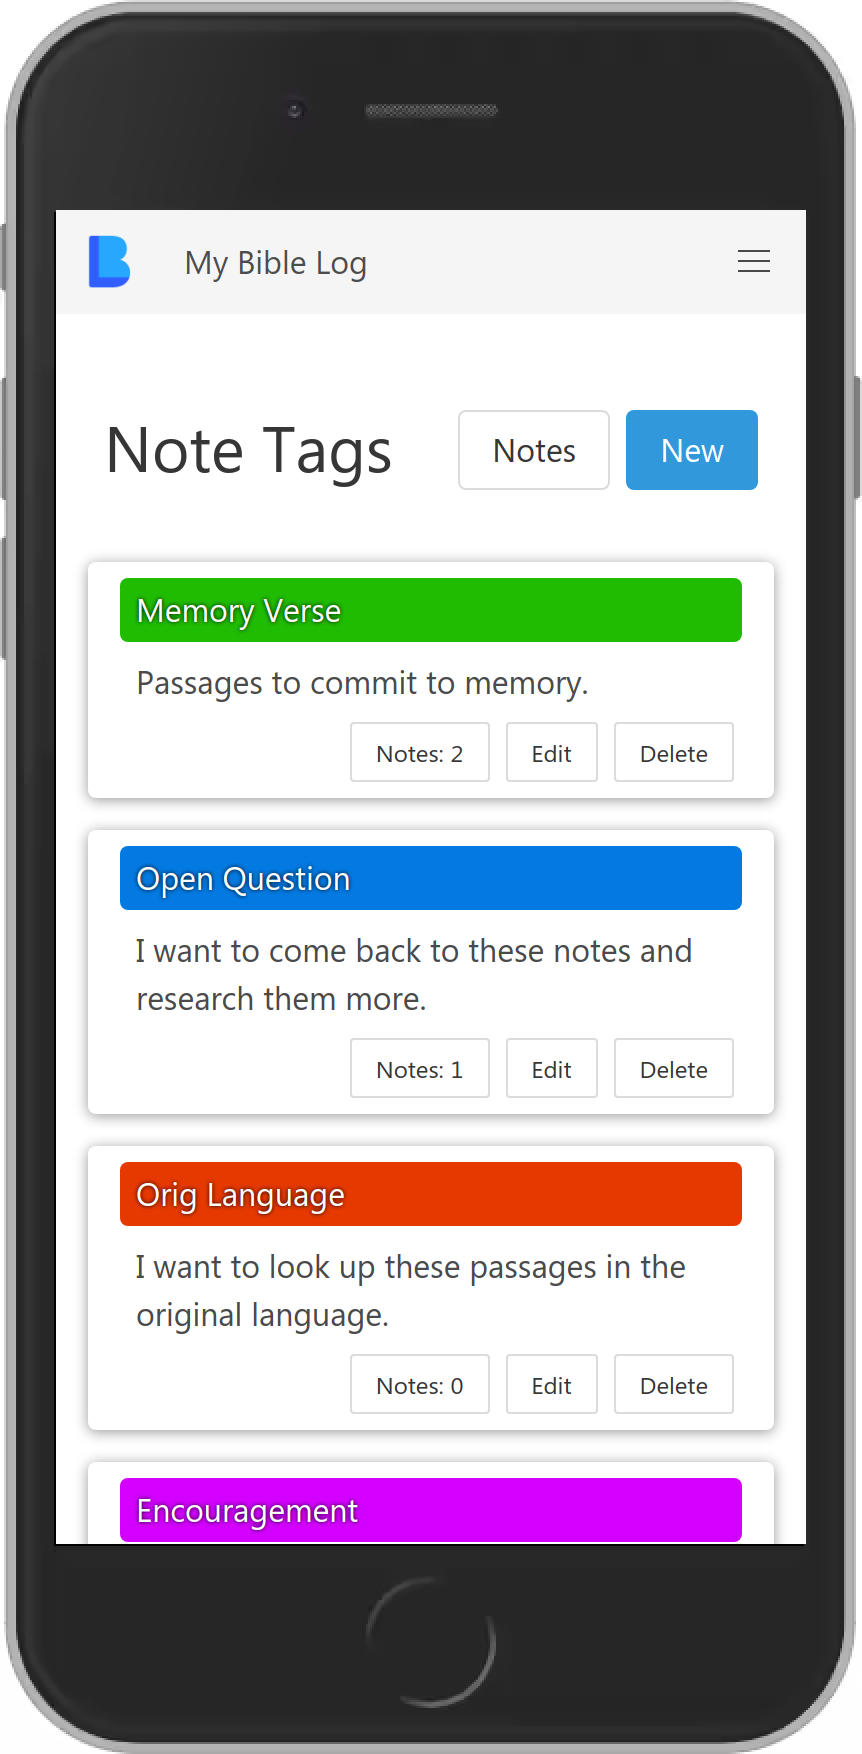 My Bible Log
Note Tags
Notes
New
Memory Verse
Passages to commit to memory.
Notes: 2
Edit
Delete
Open Question
I want to come back to these notes and
research them more.
Notes: 1
Edit
Delete
Orig Language
I want to look up these passages in the
original language.
Notes: 0
Edit
Delete
Encouragement